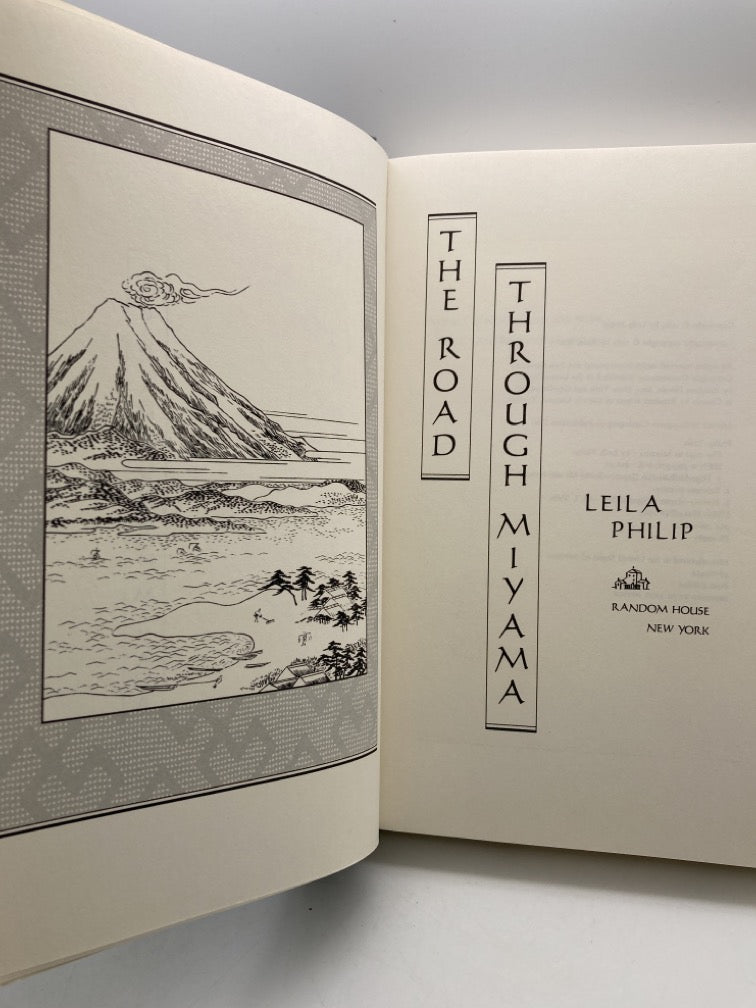 THE ROAD
THROUGH MIYAMA
LEILA
PHILIP
RANDOM HOUSE
NEW YORK